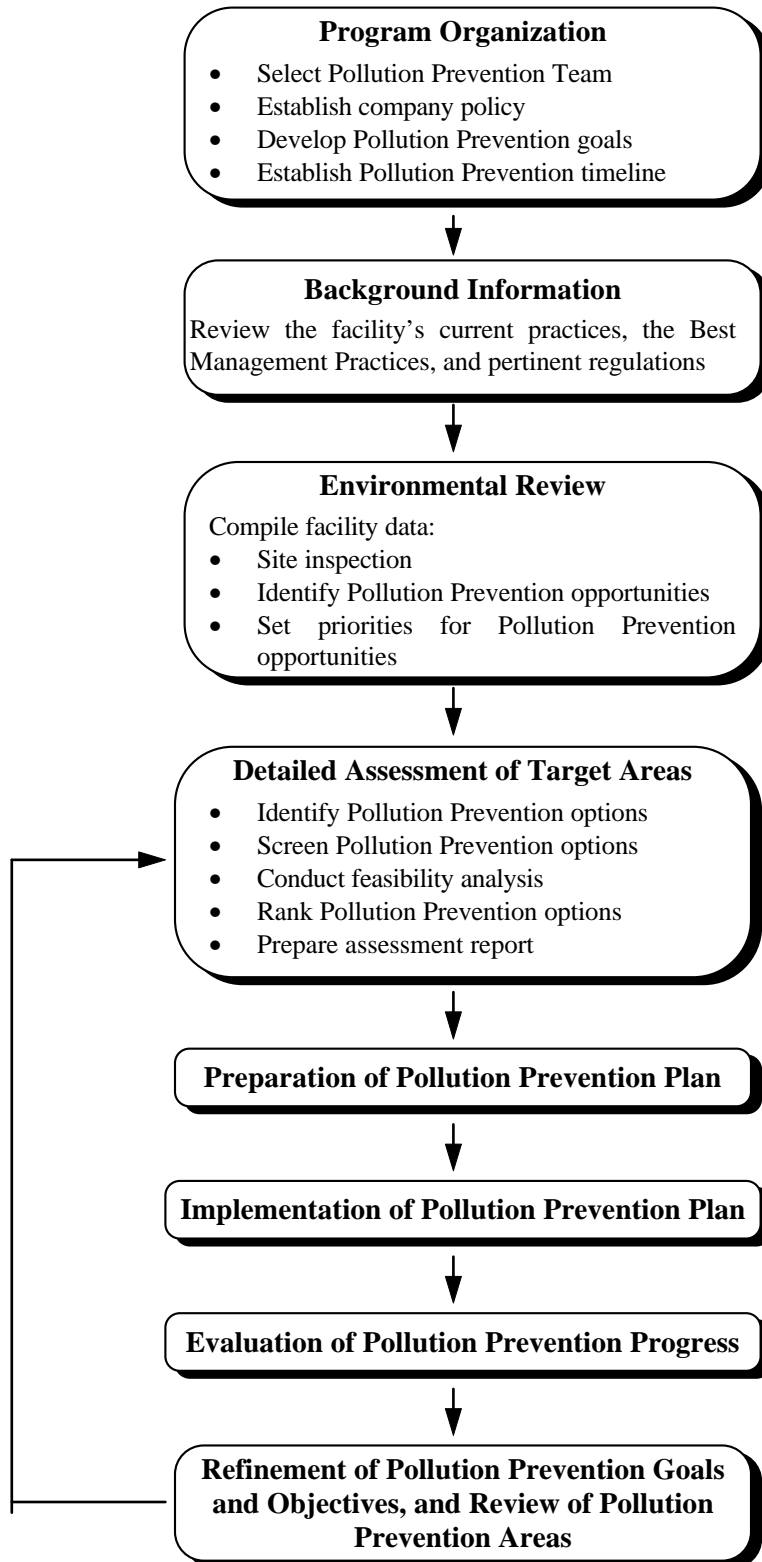 Program Organization
• Select Pollution Prevention Team
• Establish company policy
• Develop Pollution Prevention goals
• Establish Pollution Prevention timeline
Background Information
Review the facility’s current practices, the Best
Management Practices, and pertinent regulations
Environmental Review
Compile facility data:
• Site inspection
• Identify Pollution Prevention opportunities
• Set priorities for Pollution Prevention
opportunities
Detailed Assessment of Target Areas
• Identify Pollution Prevention options
• Screen Pollution Prevention options
• Conduct feasibility analysis
• Rank Pollution Prevention options
• Prepare assessment report
Preparation of Pollution Prevention Plan
Implementation of Pollution Prevention Plan
Evaluation of Pollution Prevention Progress
Refinement of Pollution Prevention Goals
and Objectives, and Review of Pollution
Prevention Areas